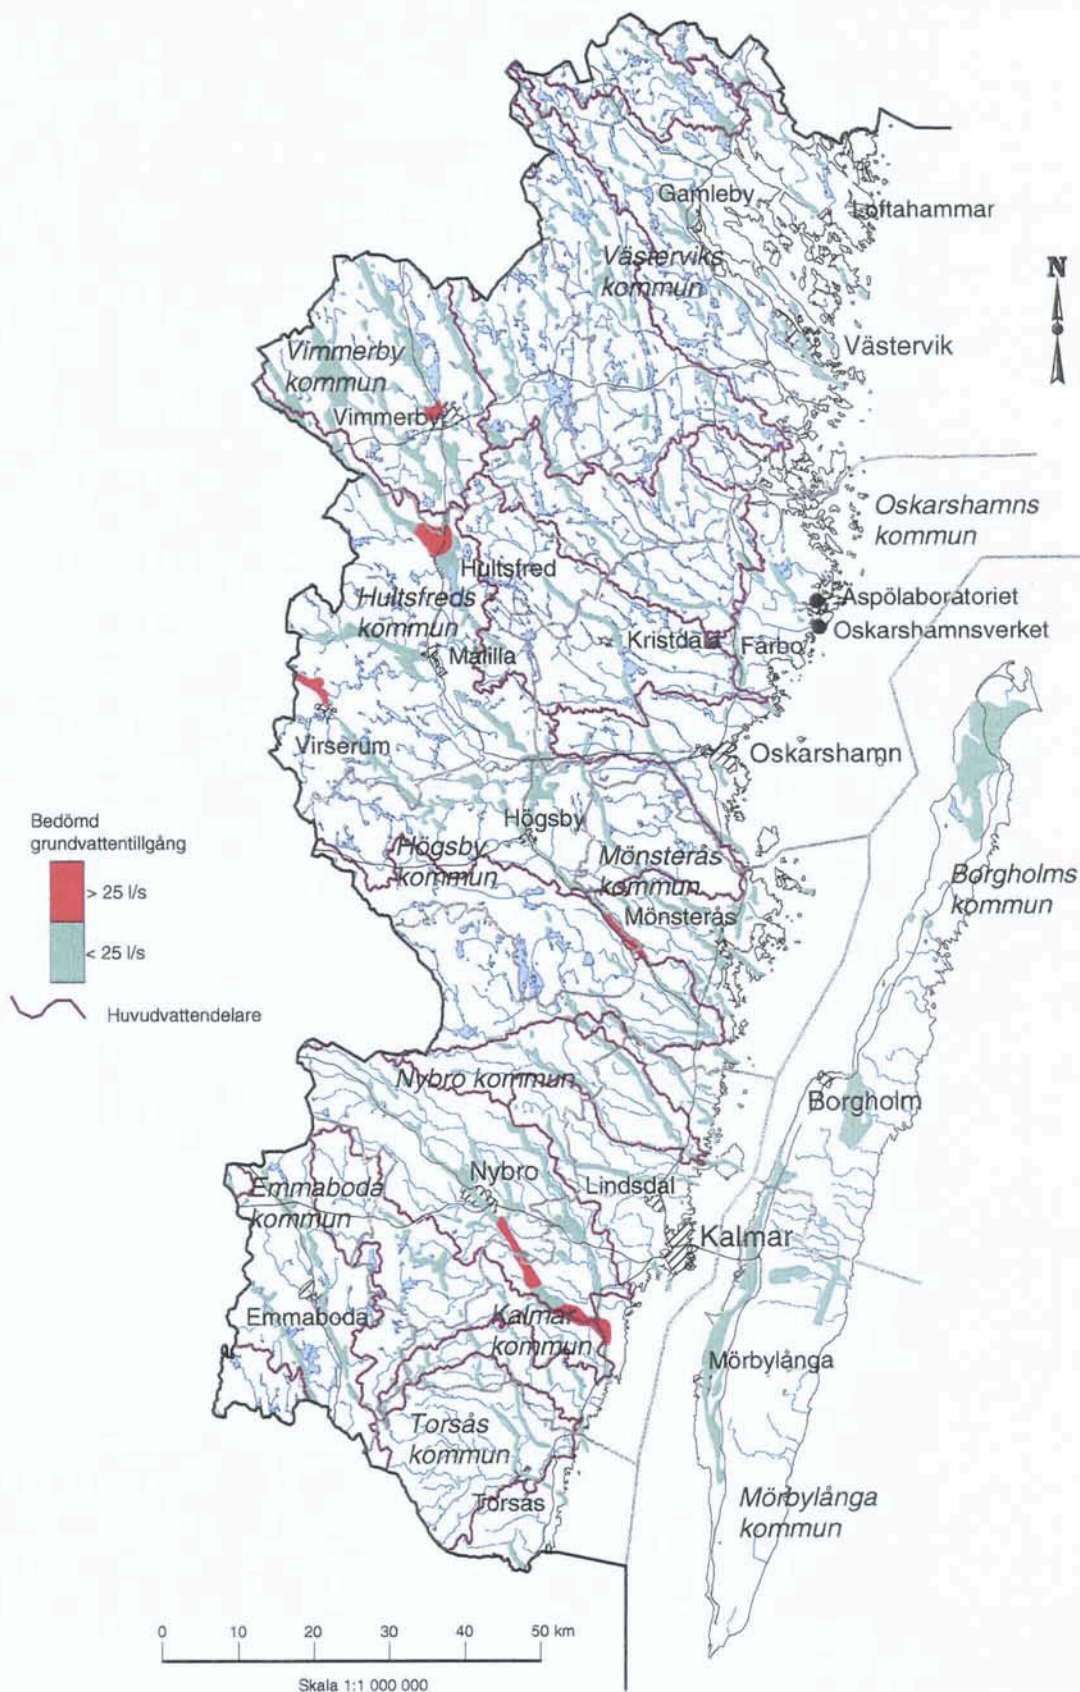 Gamleby
Loftahammar
Västerviks
kommun
N
Västervik
Vimmerby
kommun
Vimmerby
Oskarshamns
kommun
Hultsfred
Hultsfreds
kommun
Äspölaboratoriet
Oskarshamnsverket
Kristdala
Fårbo
Målilla
Virserum
Oskarshamn
Bedömd
grundvattentillgång
> 25 l/s
< 25 l/s
Huvudvattendelare
Högsby
Högsby
kommun
Mönsterås
kommun
Mönsterås
Borgholms
kommun
Nybro kommun
Borgholm
Nybro
Lindsdal
Emmaboda
kommun
Kalmar
Emmaboda
Kalmar
kommun
Mörbylånga
Torsås
kommun
Torsås
Mörbylånga
kommun
0 10 20 30 40 50 km
Skala 1:1 000 000